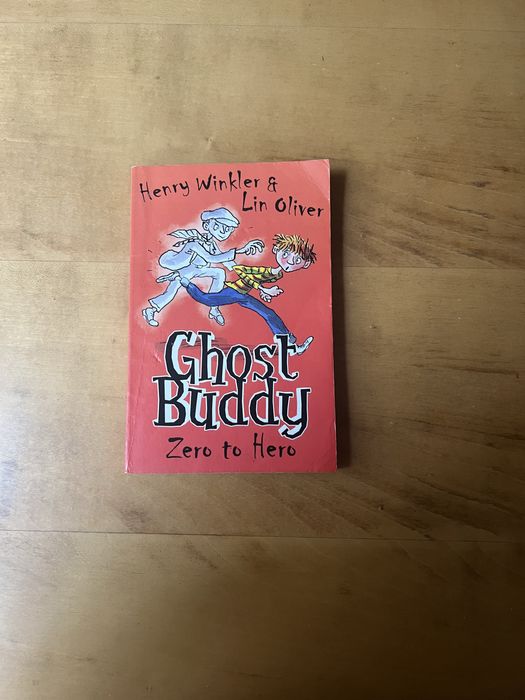 Henry Winkler &
Lin Oliver
Ghost
Buddy
Zero to Hero